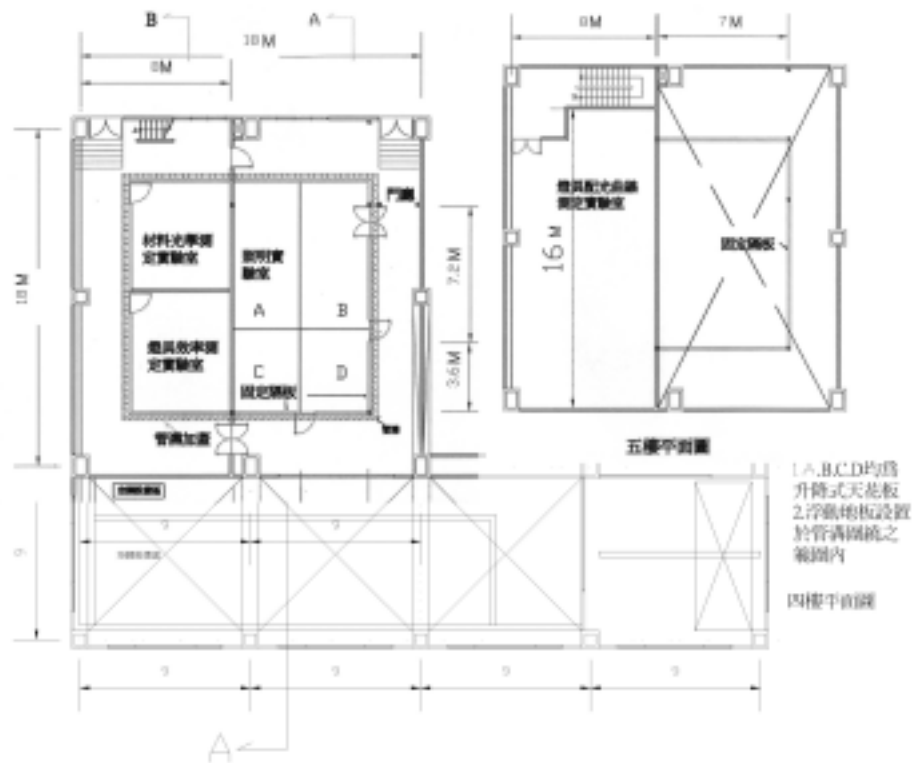 B
A
18M
8M
8M
7M
18M
門廳
材料光學測
定實驗室
照明實
驗室
A
B
燈具效率測
定實驗室
C
D
固定隔板
管溝加蓋
7.2M
3.6M
燈具配光曲線
測定實驗室
16M
固定隔板
五樓平面圖
1.A.B.C.D均為
升降式天花板
2.浮動地板設置
於管溝圍繞之
範圍內
四樓平面圖
9
9
9
9
9
9
9
A